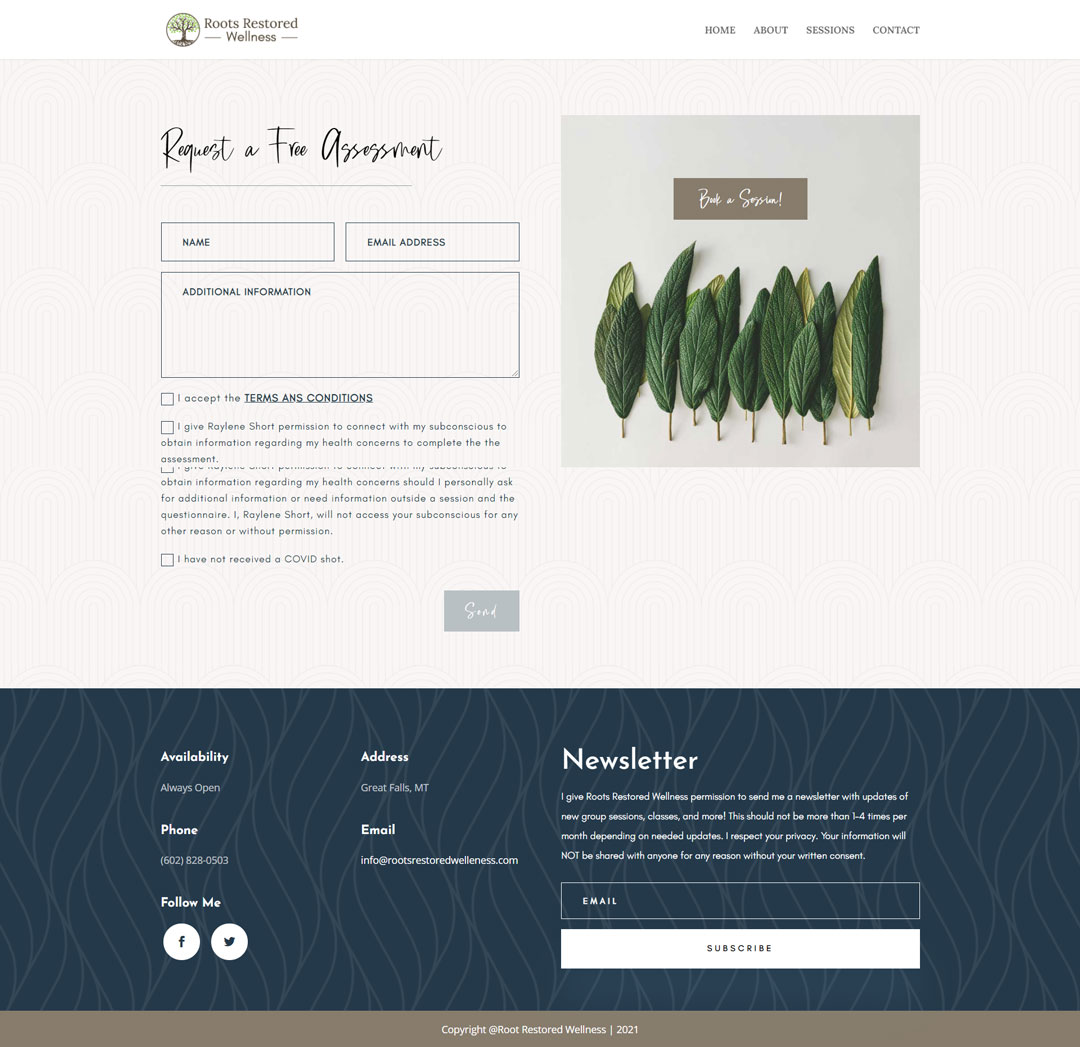 Roots Restored
Wellness
HOME ABOUT SESSIONS CONTACT
Request a Free Assessment
NAME
EMAIL ADDRESS
ADDITIONAL INFORMATION
I accept the TERMS ANS CONDITIONS
I give Raylene Short permission to connect with my subconscious to
obtain information regarding my health concerns to complete the the
assessment.
I give Raylene Short permission to connect with my subconscious to
obtain information regarding my health concerns should I personally ask
for additional information or need information outside a session and the
questionnaire. I, Raylene Short, will not access your subconscious for any
other reason or without permission.
I have not received a COVID shot.
Send
Book a Session!
Availability
Always Open
Phone
(602) 828-0503
Follow Me
Address
Great Falls, MT
Email
info@rootsrestoredwelleness.com
Newsletter
I give Roots Restored Wellness permission to send me a newsletter with updates of
new group sessions, classes, and more! This should not be more than 1-4 times per
month depending on needed updates. I respect your privacy. Your information will
NOT be shared with anyone for any reason without your written consent.
EMAIL
SUBSCRIBE
Copyright @Root Restored Wellness | 2021